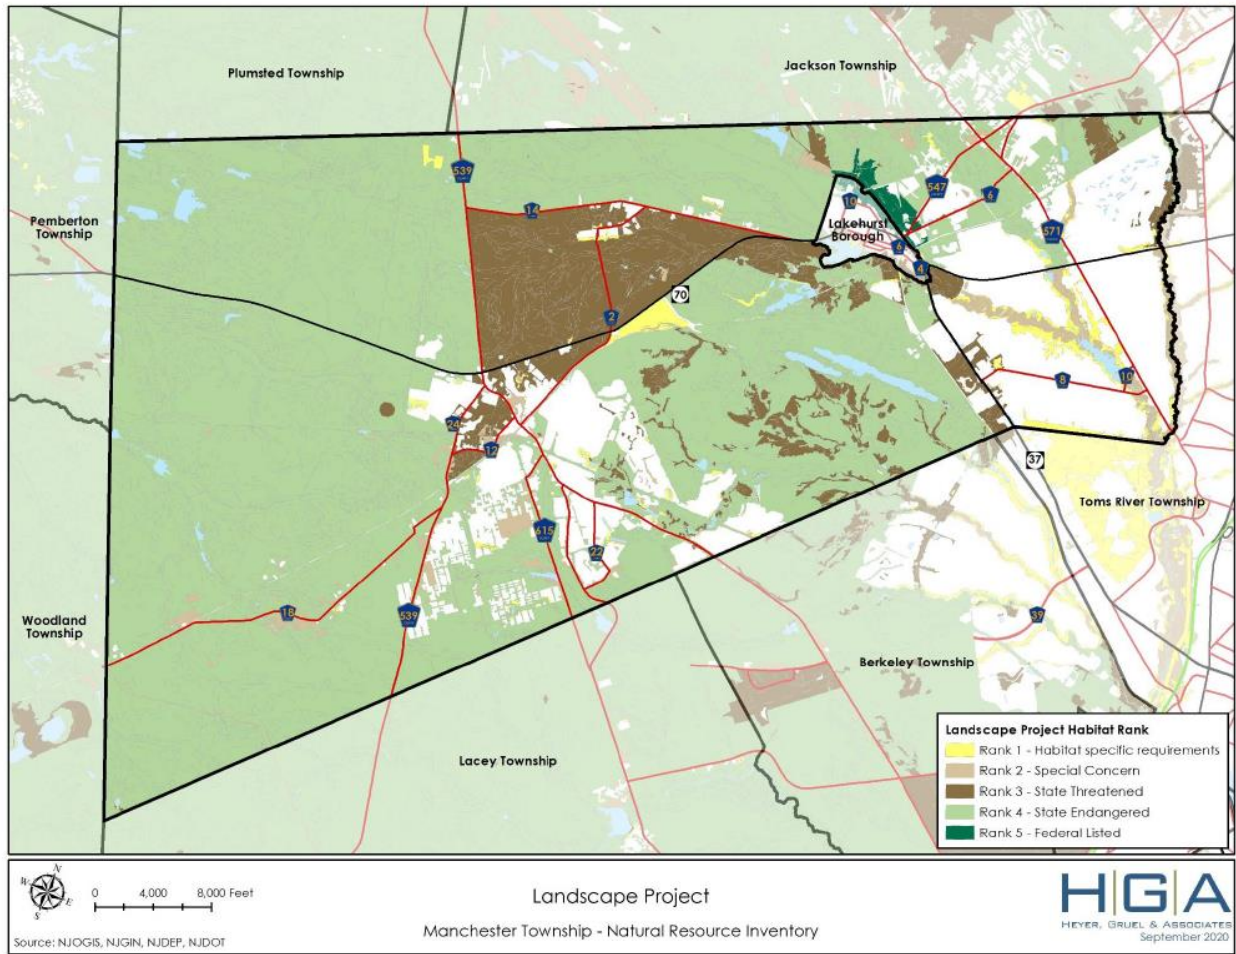 Plumsted Township
Jackson Township
539
14
10
547
6
Pemberton
Township
Lakehurst
Borough
571
6
4
70
2
8
10
24
12
37
Toms River Township
615
22
18
539
39
Woodland
Township
Berkeley Township
Lacey Township
Landscape Project Habitat Rank
Rank 1 - Habitat specific requirements
Rank 2 - Special Concern
Rank 3 - State Threatened
Rank 4 - State Endangered
Rank 5 - Federal Listed
N
W
E
S
0 4,000 8,000 Feet
Source: NJOGIS, NJGIN, NJDEP, NJDOT
Landscape Project
Manchester Township - Natural Resource Inventory
H|G|A
HEYER, GRUEL & ASSOCIATES
September 2020